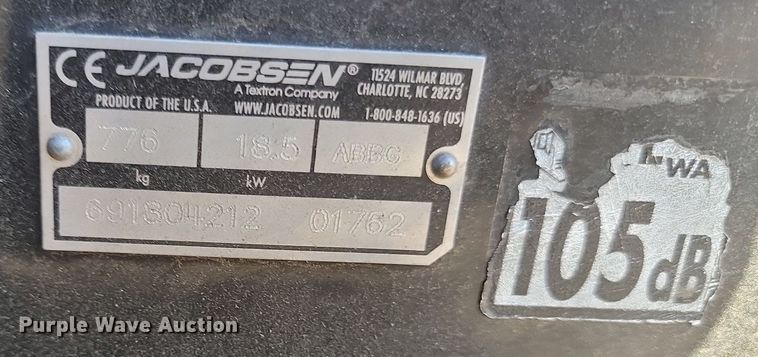 CE JACOBSEN®
A Textron Company
11524 WILMAR BLVD
CHARLOTTE, NC 28273
PRODUCT OF THE U.S.A.
WWW.JACOBSEN.COM
1-800-848-1636 (US)
776
18.5
ABBG
kg
kW
691804212 01762
WA
105 dB
Purple Wave Auction